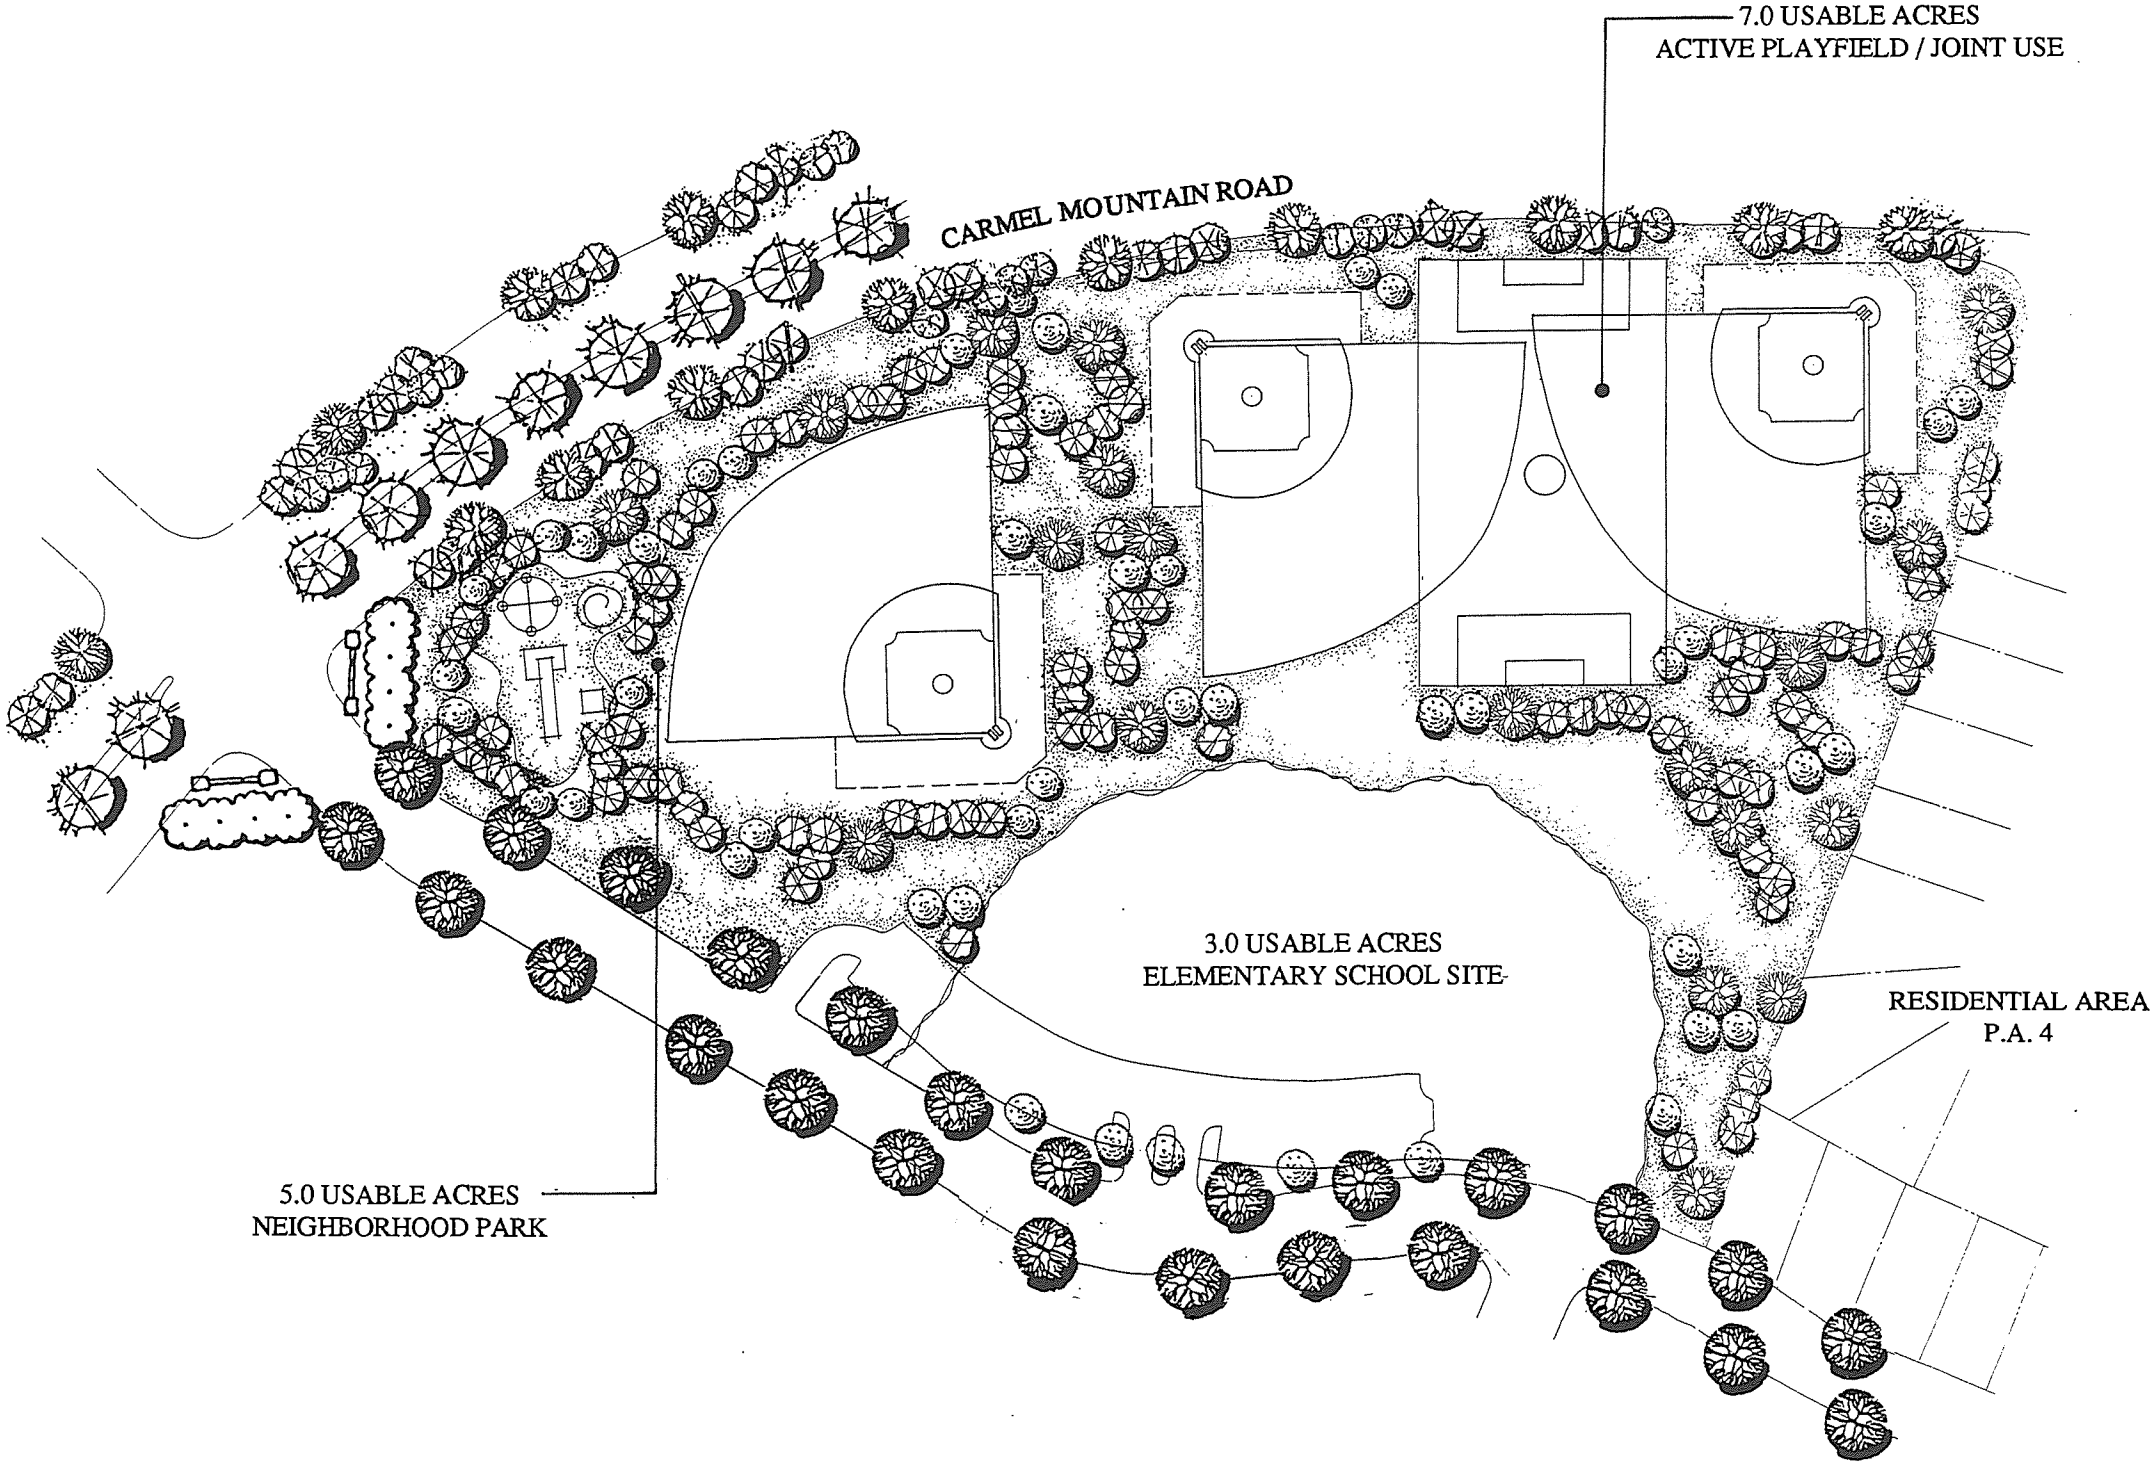 7.0 USABLE ACRES
ACTIVE PLAYFIELD / JOINT USE
CARMEL MOUNTAIN ROAD
3.0 USABLE ACRES
ELEMENTARY SCHOOL SITE
RESIDENTIAL AREA
P.A. 4
5.0 USABLE ACRES
NEIGHBORHOOD PARK